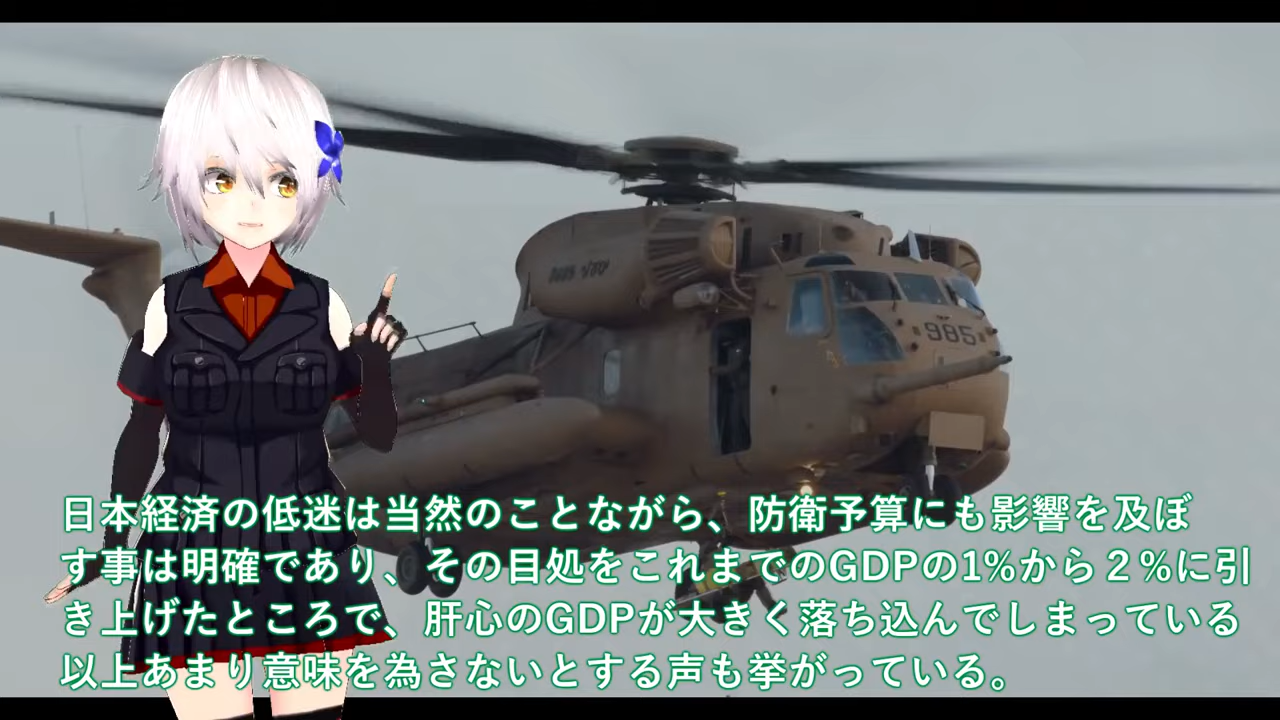 985
日本経済の低迷は当然のことながら、防衛予算にも影響を及ぼ
す事は明確であり、その目処をこれまでのGDPの1%から２%に引
き上げたところで、肝心のGDPが大きく落ち込んでしまっている
以上あまり意味を為さないとする声も挙がっている。